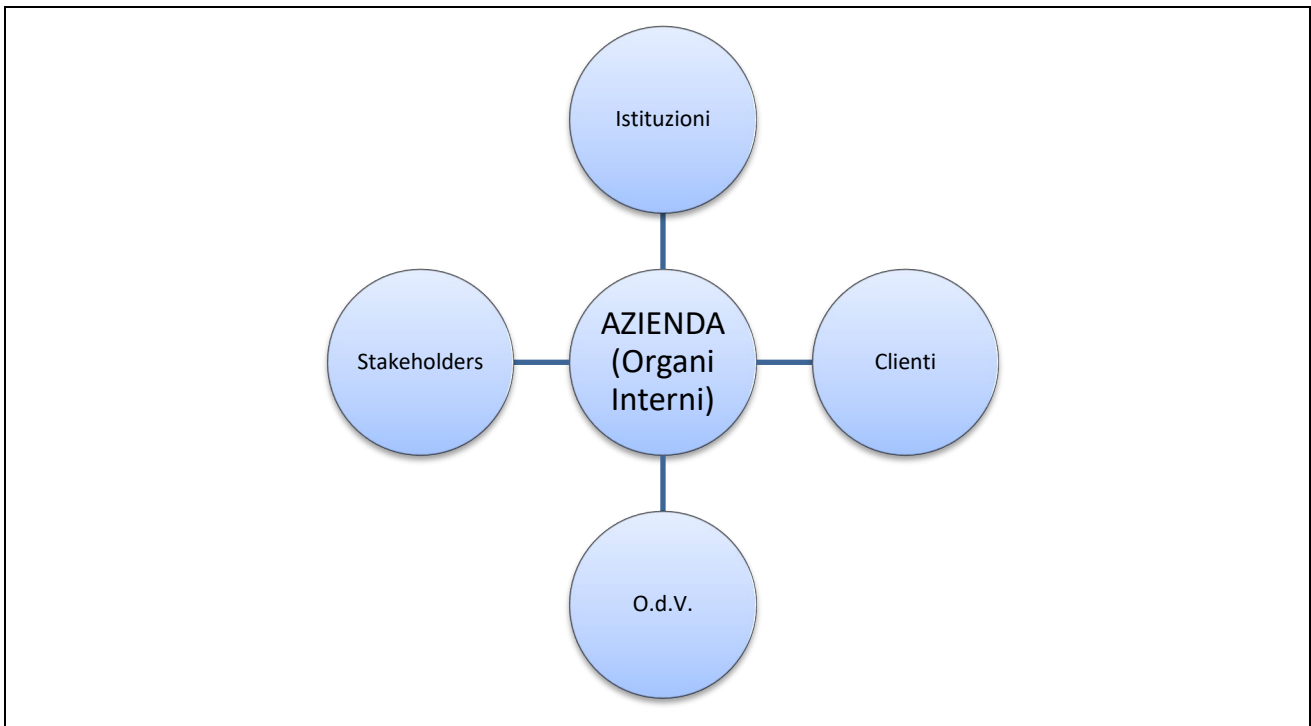 Istituzioni
Stakeholders
AZIENDA
(Organi
Interni)
Clienti
O.d.V.